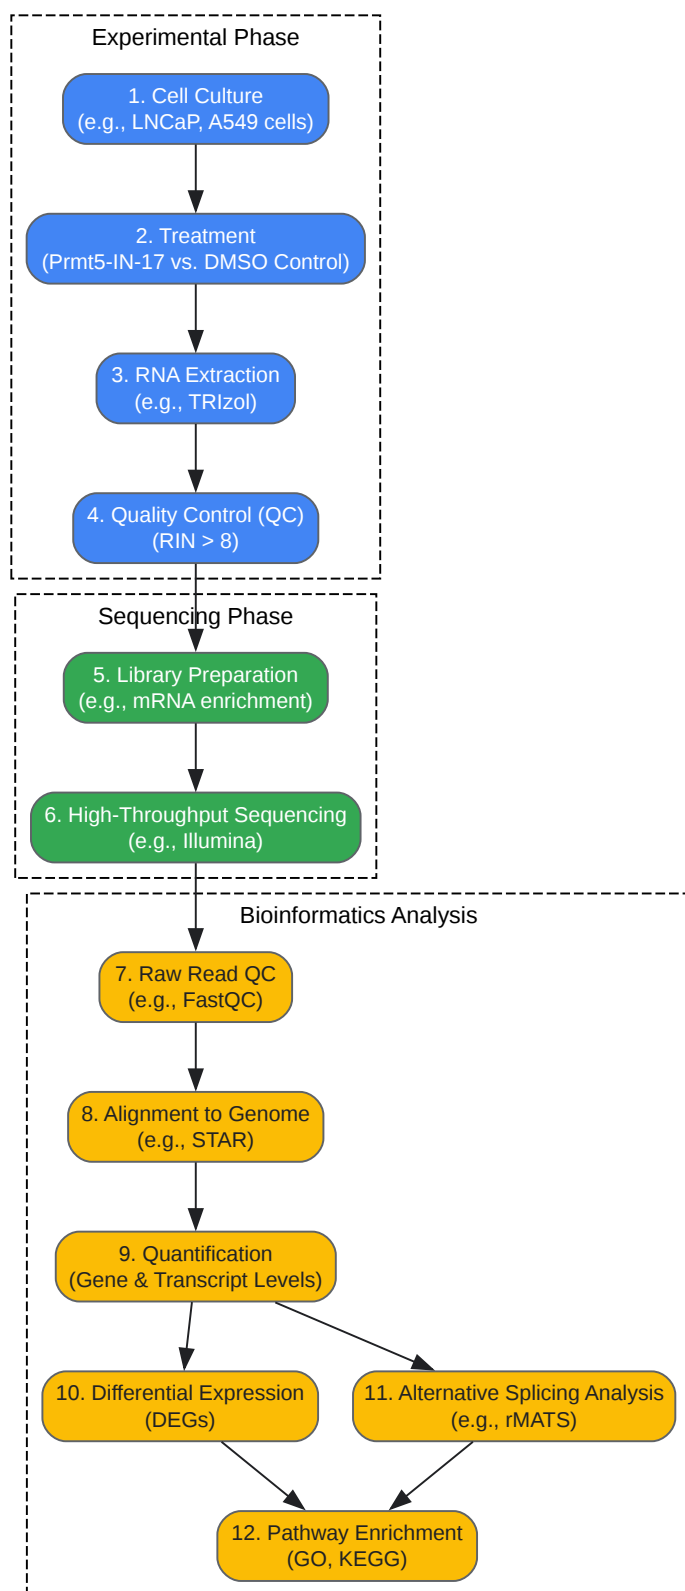 Experimental Phase
1. Cell Culture
(e.g., LNCaP, A549 cells)
2. Treatment
(Prmt5-IN-17 vs. DMSO Control)
3. RNA Extraction
(e.g., TRIzol)
4. Quality Control (QC)
(RIN > 8)
Sequencing Phase
5. Library Preparation
(e.g., mRNA enrichment)
6. High-Throughput Sequencing
(e.g., Illumina)
Bioinformatics Analysis
7. Raw Read QC
(e.g., FastQC)
8. Alignment to Genome
(e.g., STAR)
9. Quantification
(Gene & Transcript Levels)
10. Differential Expression
(DEGs)
11. Alternative Splicing Analysis
(e.g., rMATS)
12. Pathway Enrichment
(GO, KEGG)